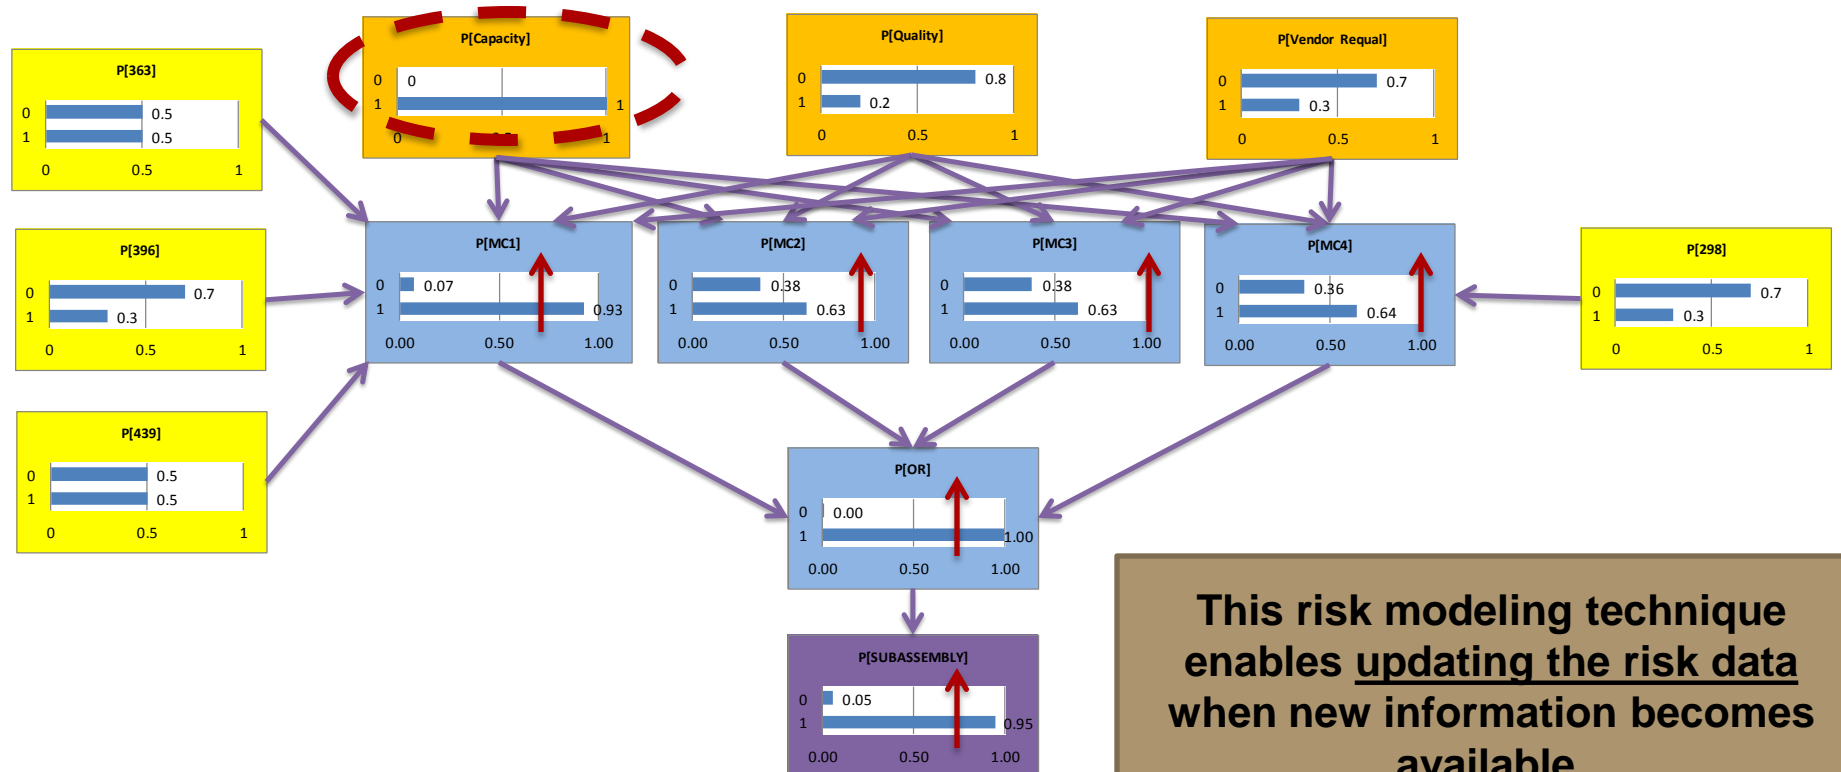 P[Capacity]
0 0
1 1
0 0.5 1
P[Quality]
0 0.8
1 0.2
0 0.5 1
P[Vendor Requal]
0 0.7
1 0.3
0 0.5 1
P[363]
0 0.5
1 0.5
0 0.5 1
P[396]
0 0.7
1 0.3
0 0.5 1
P[MC1]
0 0.07
1 0.93
0.00 0.50 1.00
P[MC2]
0 0.38
1 0.63
0.00 0.50 1.00
P[MC3]
0 0.38
1 0.63
0.00 0.50 1.00
P[MC4]
0 0.36
1 0.64
0.00 0.50 1.00
P[298]
0 0.7
1 0.3
0 0.5 1
P[439]
0 0.5
1 0.5
0 0.5 1
P[OR]
0 0.00
1 1.00
0.00 0.50 1.00
P[SUBASSEMBLY]
0 0.05
1 0.95
0.00 0.50 1.00
This risk modeling technique
enables updating the risk data
when new information becomes
available